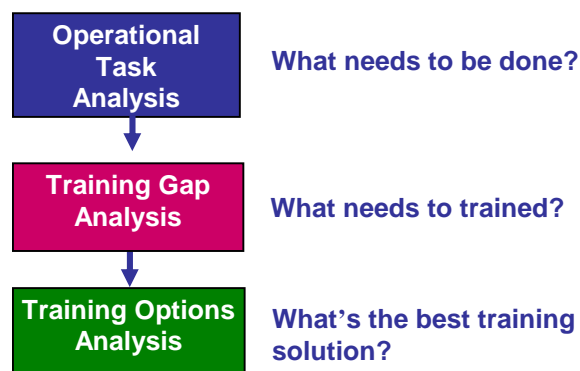 Operational
Task
Analysis
What needs to be done?
Training Gap
Analysis
What needs to trained?
Training Options
Analysis
What’s the best training
solution?